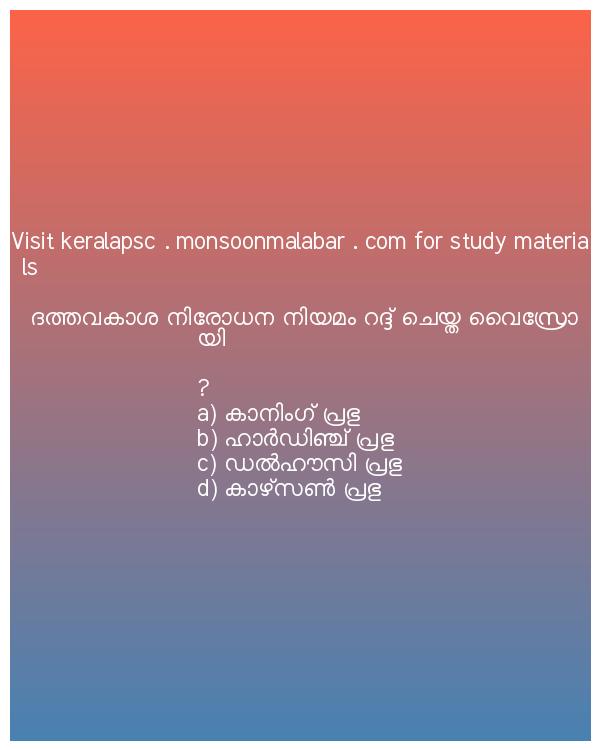 Visit keralapsc . monsoonmalabar . com for study materia
ls
ദത്തവകാശ നിരോധന നിയമം റദ്ദ് ചെയ്ത വൈസ്രോ
യി
?
a) കാനിംഗ് പ്രഭു
b) ഹാർഡിഞ്ച് പ്രഭു
c) ഡൽഹൗസി പ്രഭു
d) കാഴ്സൺ പ്രഭു